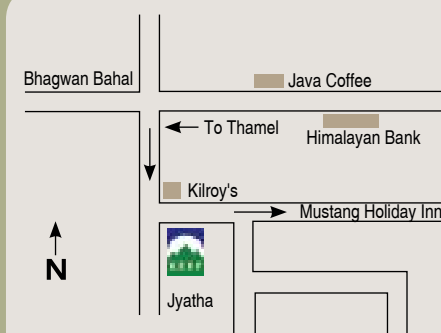 Bhagwan Bahal
Java Coffee
To Thamel
Himalayan Bank
Kilroy's
Mustang Holiday Inn
N
Jyatha